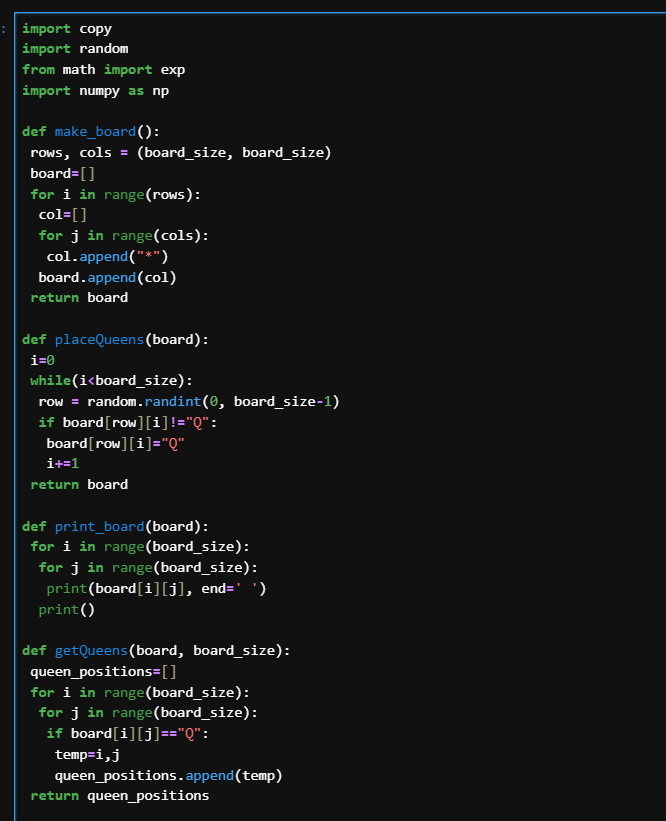 :
import copy
import random
from math import exp
import numpy as np
def make_board():
 rows, cols = (board_size, board_size)
 board=[]
 for i in range(rows):
  col=[]
  for j in range(cols):
   col.append("*")
  board.append(col)
 return board
def placeQueens(board):
 i=0
 while(i<board_size):
  row = random.randint(0, board_size-1)
  if board[row][i]!="Q":
   board[row][i]="Q"
   i+=1
 return board
def print_board(board):
 for i in range(board_size):
  for j in range(board_size):
   print(board[i][j], end=' ')
  print()
def getQueens(board, board_size):
 queen_positions=[]
 for i in range(board_size):
  for j in range(board_size):
   if board[i][j]=="Q":
    temp=i,j
    queen_positions.append(temp)
 return queen_positions